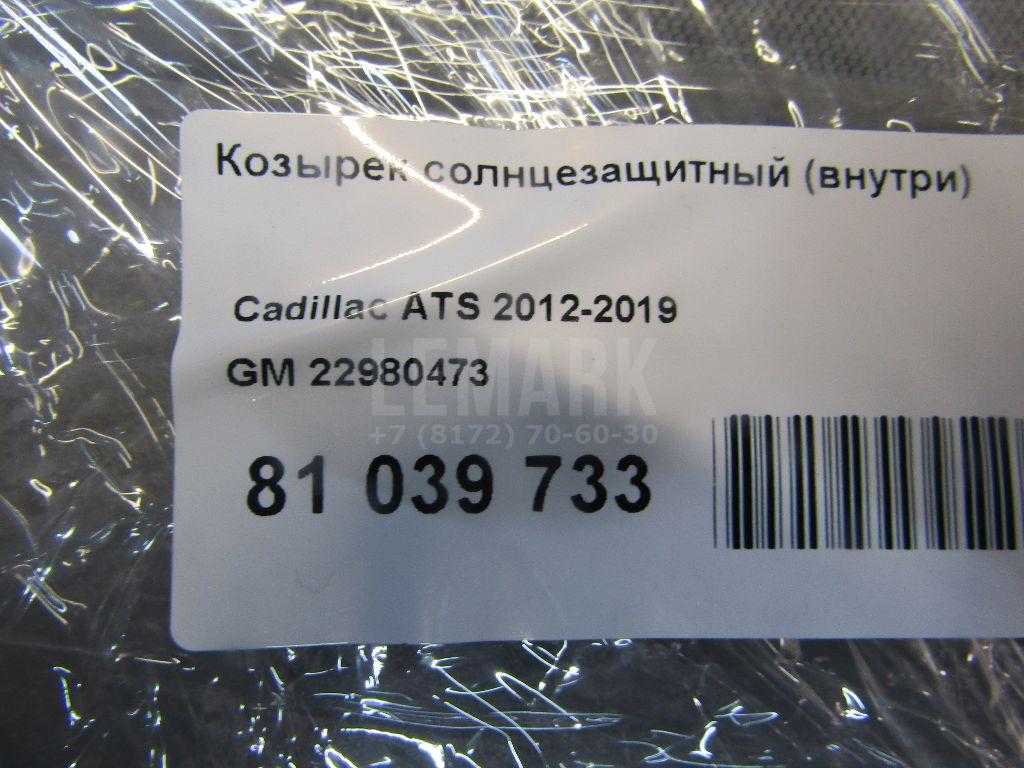 Козырек солнцезащитный (внутри)
Cadillac ATS 2012-2019
GM 22980473
LEMARK
+7 (8172) 70-60-30
81 039 733